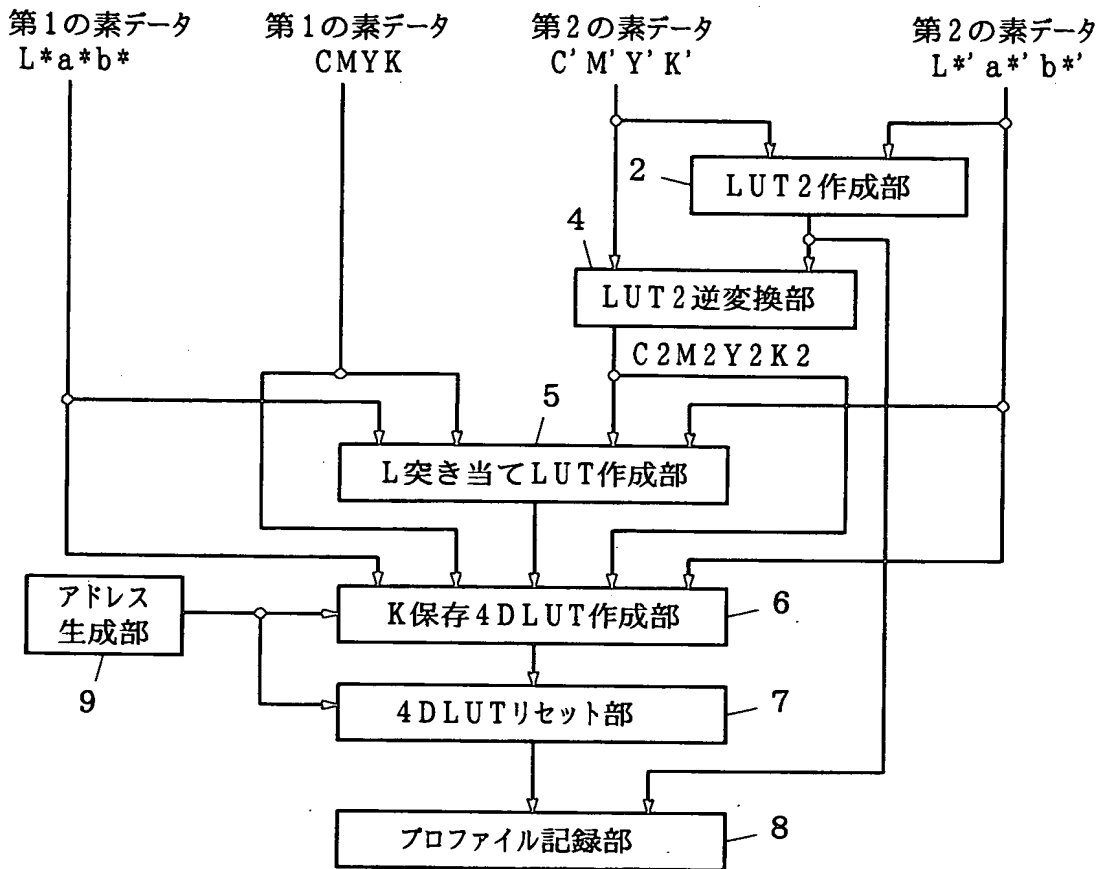 第1の素データ
L*a*b*
第1の素データ
CMYK
第2の素データ
C'M'Y'K'
第2の素データ
L*'a*'b*'
2
LUT2作成部
4
LUT2逆変換部
C2M2Y2K2
5
L突き当てLUT作成部
アドレス
生成部
9
K保存4DLUT作成部
6
4DLUTリセット部
7
プロファイル記録部
8